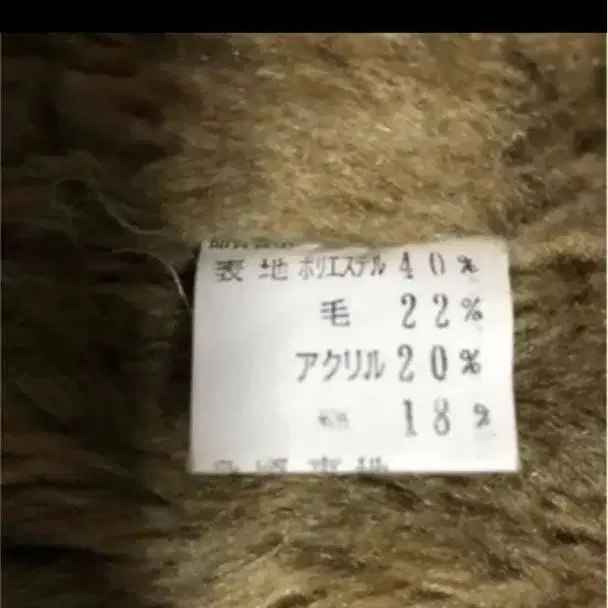 表地 ポリエステル 40%
毛 22%
アクリル 20%
18%